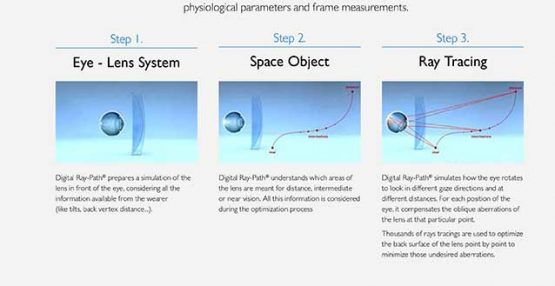 physiological parameters and frame measurements.
Step 1.
Eye - Lens System
Digital Ray-Path® prepares a simulation of the
lens in front of the eye, considering all the
information available from the wearer
(like tilts, back vertex distance...).
Step 2.
Space Object
Digital Ray-Path® understands which areas of
the lens are meant for distance, intermediate
or near vision. All this information is considered
during the optimization process
Step 3.
Ray Tracing
Digital Ray-Path® simulates how the eye rotates
to look in different gaze directions and at
different distances. For each position of the
eye, it compensates the oblique aberrations of
the lens at that particular point.
Thousands of rays tracings are used to optimize
the back surface of the lens point by point to
minimize those undesired aberrations.